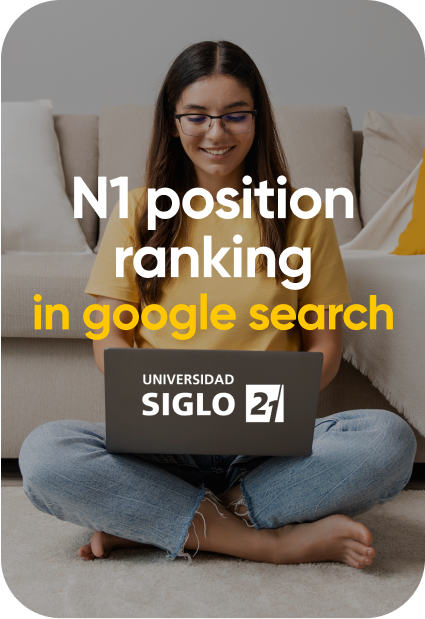 N1 position
ranking
in google search
UNIVERSIDAD
SIGLO 21